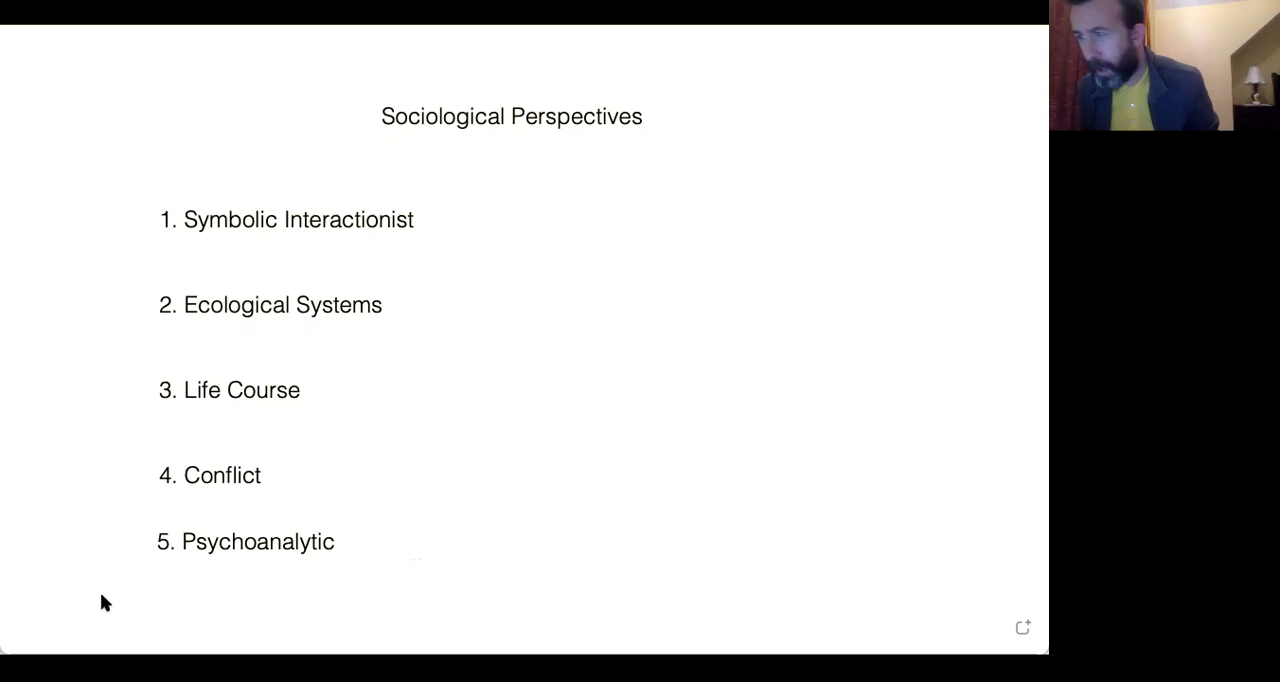 Sociological Perspectives
1. Symbolic Interactionist
2. Ecological Systems
3. Life Course
4. Conflict
5. Psychoanalytic